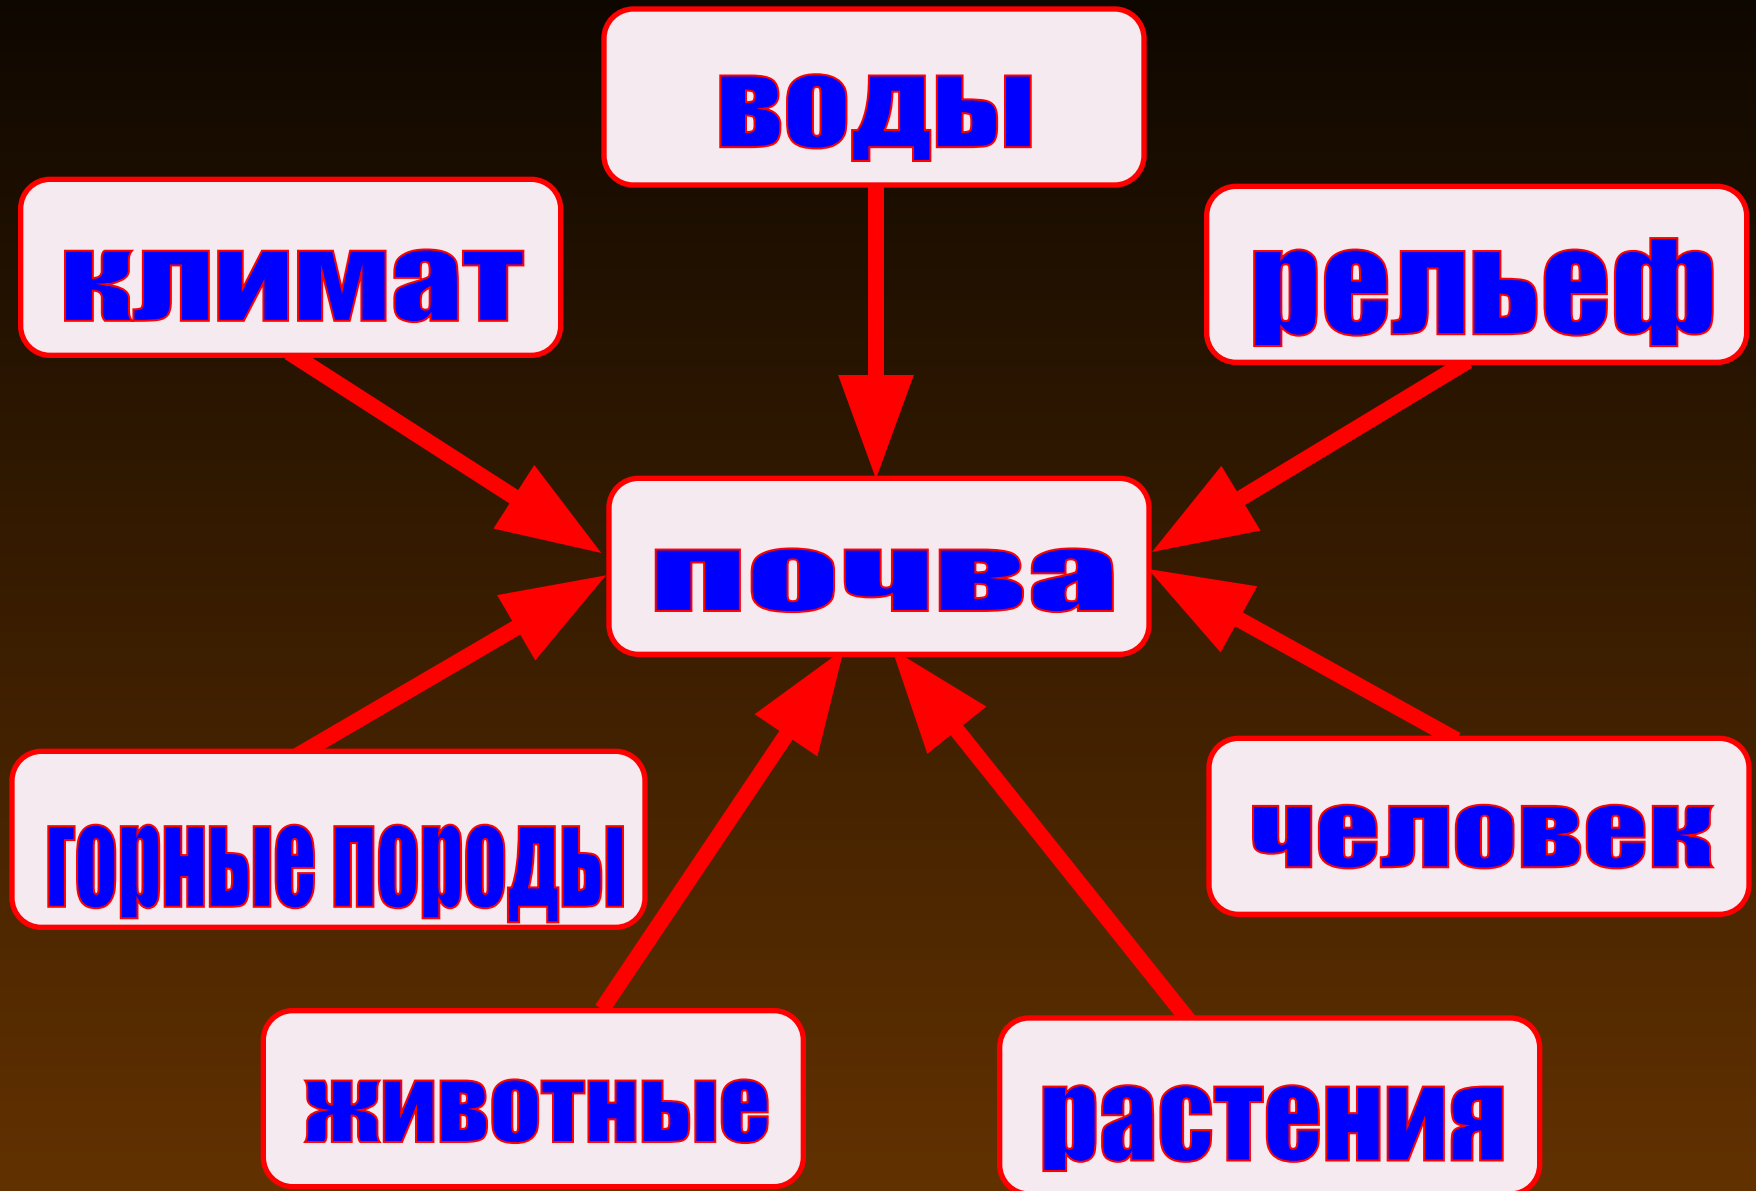 воды
климат
рельеф
почва
горные породы
человек
животные
растения